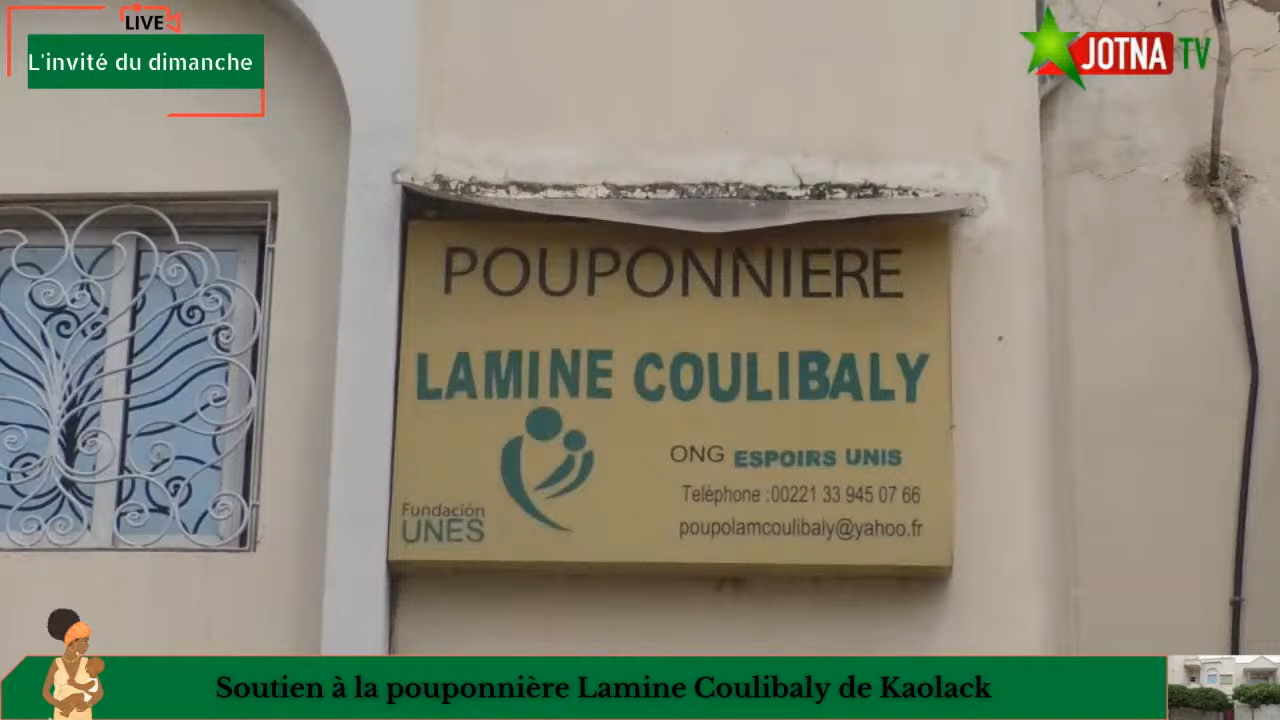 LIVE
L'invité du dimanche
JOTNA TV
POUPONNIERE
LAMINE COULIBALY
ONG ESPOIRS UNIS
Teléphone :00221 33 945 07 66
poupolamcoulibaly@yahoo.fr
Fundación
UNES
Soutien à la pouponnière Lamine Coulibaly de Kaolack